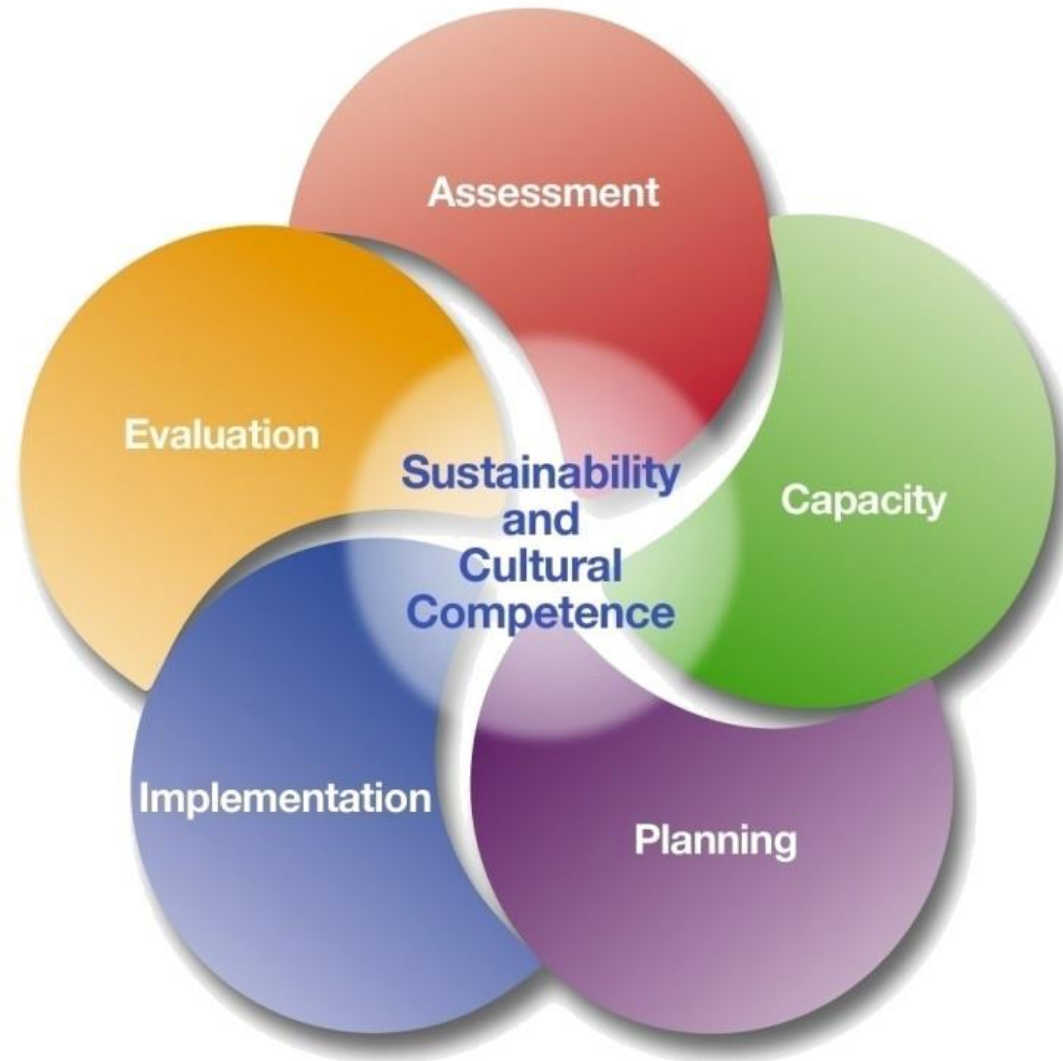 Assessment
Capacity
Planning
Implementation
Evaluation
Sustainability
and
Cultural
Competence